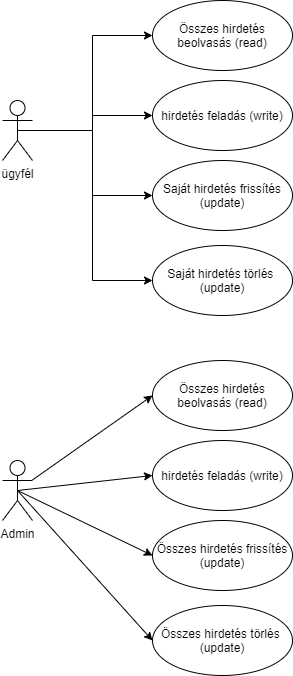 Összes hirdetés
beolvasás (read)
hirdetés feladás (write)
ügyfél
Saját hirdetés frissítés
(update)
Saját hirdetés törlés
(update)
Összes hirdetés
beolvasás (read)
hirdetés feladás (write)
Admin
Összes hirdetés frissítés
(update)
Összes hirdetés törlés
(update)